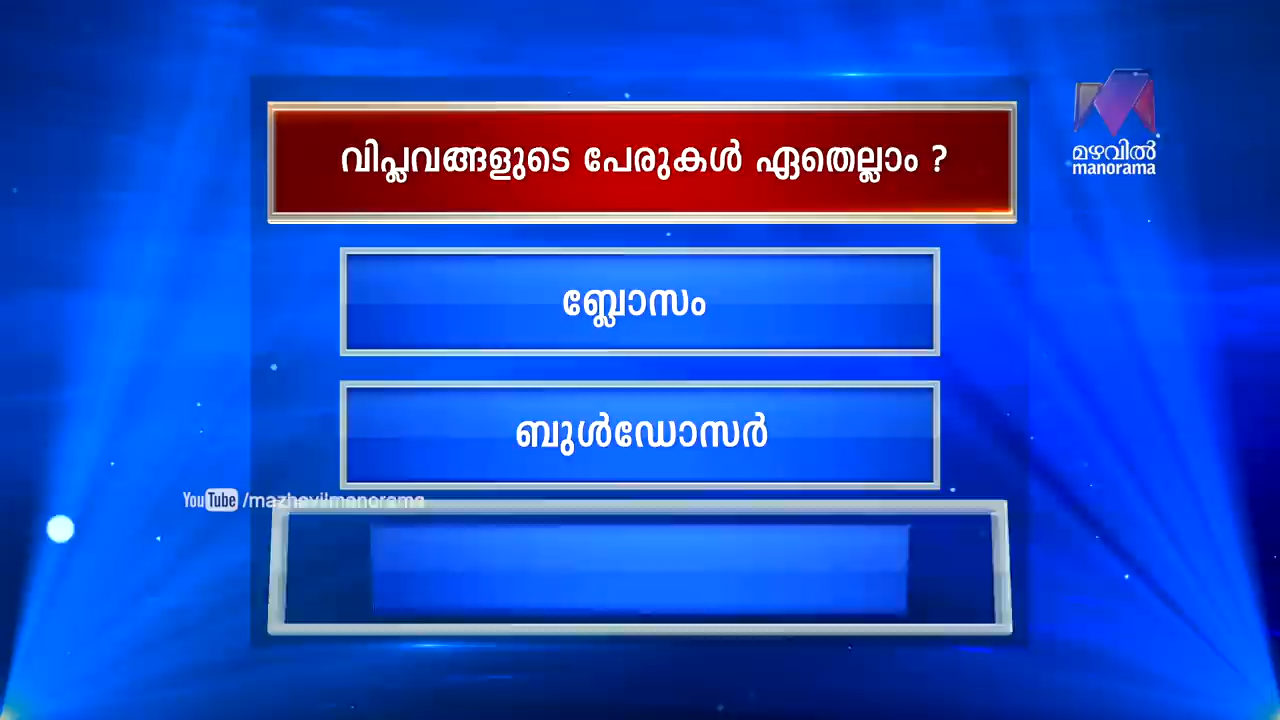 വിപ്ലവങ്ങളുടെ പേരുകൾ ഏതെല്ലാം ?
മഴവിൽ
manorama
ബ്ലോസം
ബുൾഡോസർ
YouTube /mazhavilmanorama